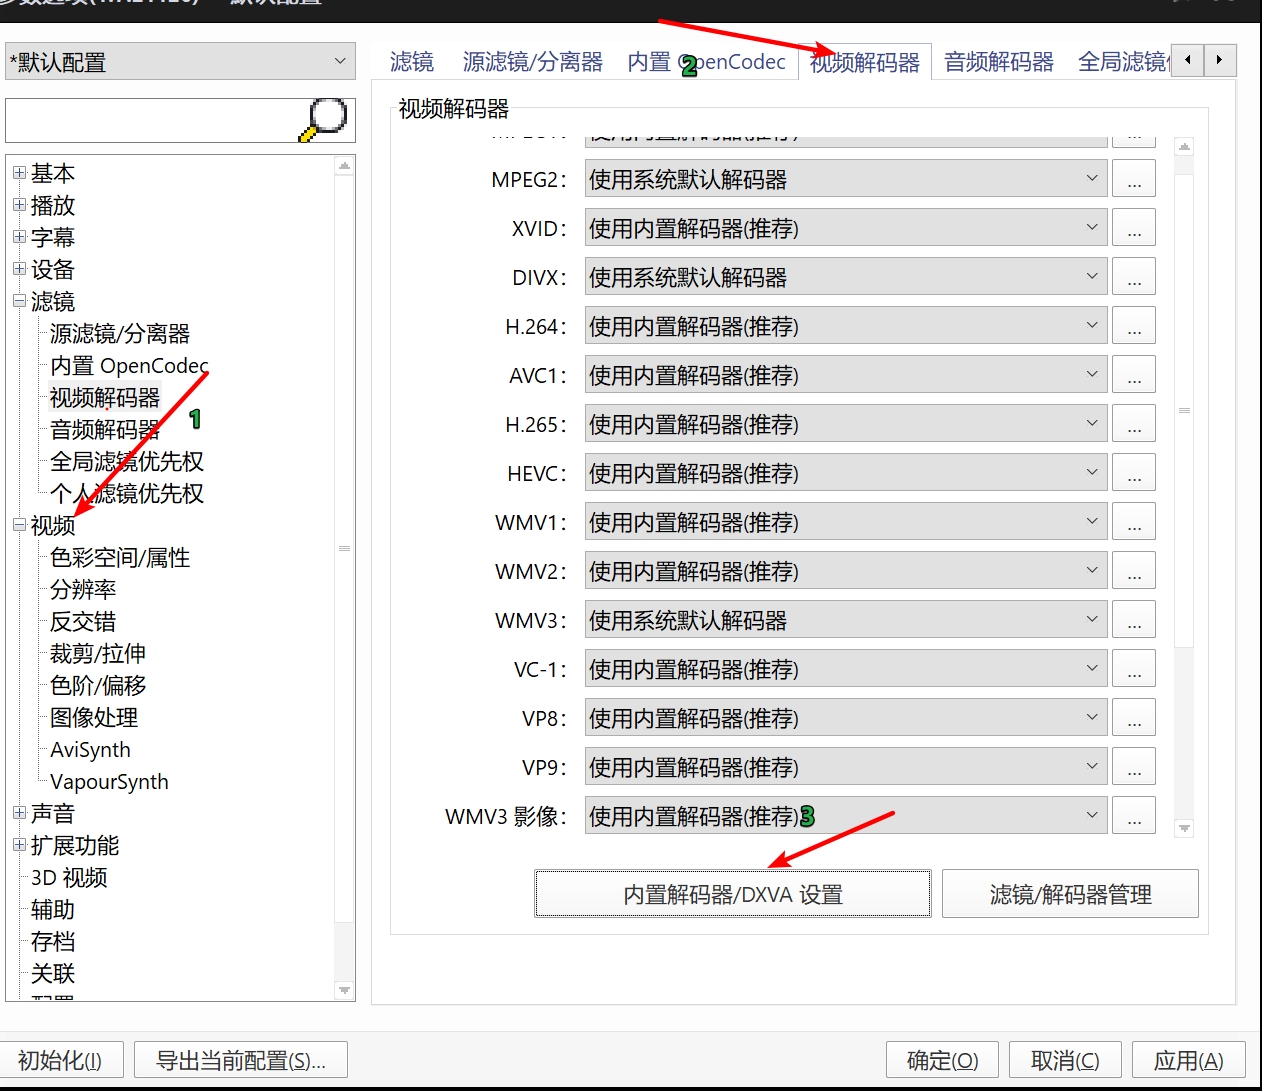 *默认配置
基本
播放
字幕
设备
滤镜
源滤镜/分离器
内置 OpenCodec
视频解码器
音频解码器
1
全局滤镜优先权
个人滤镜优先权
视频
色彩空间/属性
分辨率
反交错
裁剪/拉伸
色阶/偏移
图像处理
AviSynth
VapourSynth
声音
扩展功能
3D 视频
辅助
存档
关联
滤镜 源滤镜/分离器 内置 OpenCodec 视频解码器 音频解码器 全局滤镜
2
视频解码器
MPEG2： 使用系统默认解码器 ...
XVID： 使用内置解码器(推荐) ...
DIVX： 使用系统默认解码器 ...
H.264： 使用内置解码器(推荐) ...
AVC1： 使用内置解码器(推荐) ...
H.265： 使用内置解码器(推荐) ...
HEVC： 使用内置解码器(推荐) ...
WMV1： 使用内置解码器(推荐) ...
WMV2： 使用内置解码器(推荐) ...
WMV3： 使用系统默认解码器 ...
VC-1： 使用内置解码器(推荐) ...
VP8： 使用内置解码器(推荐) ...
VP9： 使用内置解码器(推荐) ...
WMV3 影像： 使用内置解码器(推荐) 3 ...
内置解码器/DXVA 设置 滤镜/解码器管理
初始化(I) 导出当前配置(S)... 确定(O) 取消(C) 应用(A)